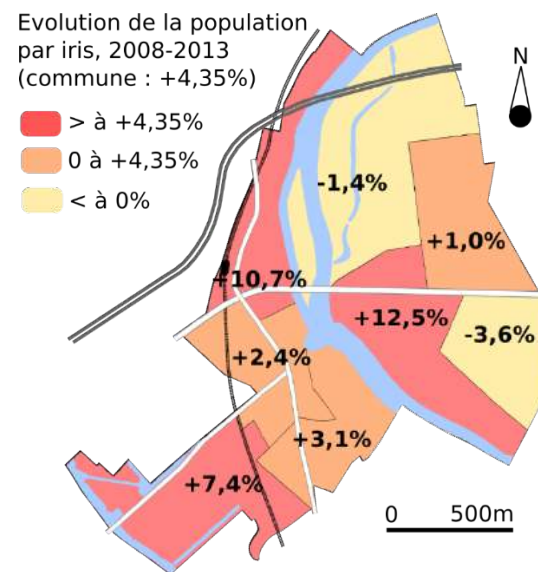 Evolution de la population
par iris, 2008-2013
(commune : +4,35%)
> à +4,35%
0 à +4,35%
< à 0%
N
-1,4%
+1,0%
+10,7%
+12,5%
-3,6%
+2,4%
+3,1%
+7,4%
0 500m